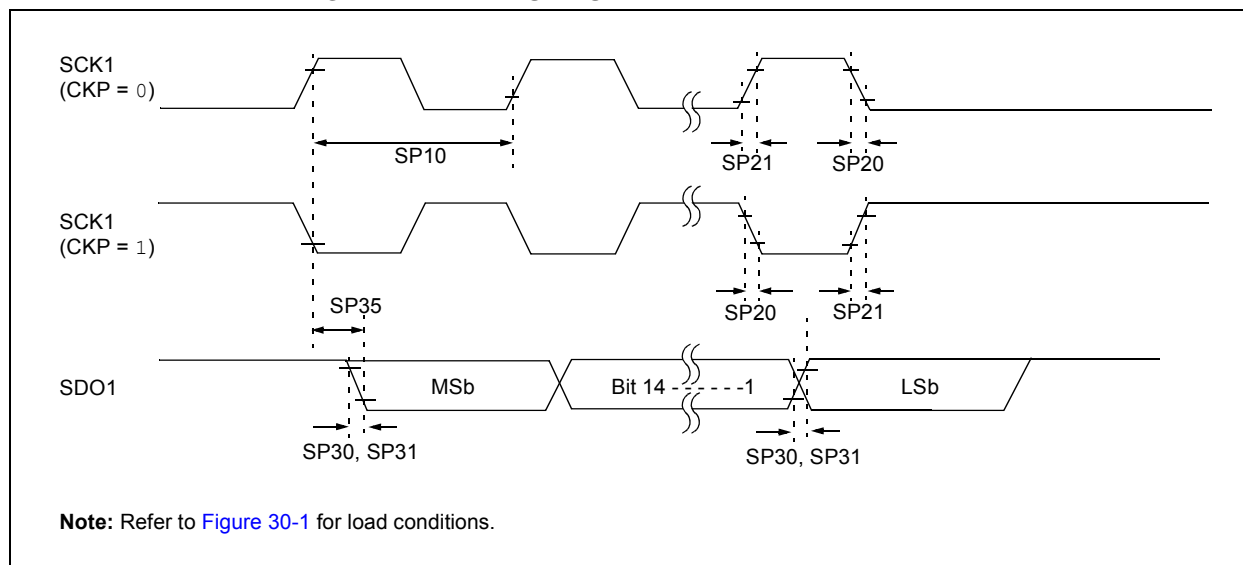 SCK1
(CKP = 0)
SP10
SP21
SP20
SCK1
(CKP = 1)
SP35
SP20
SP21
SDO1
MSb
Bit 14 - - - - - -1
LSb
SP30, SP31
SP30, SP31
Note: Refer to Figure 30-1 for load conditions.